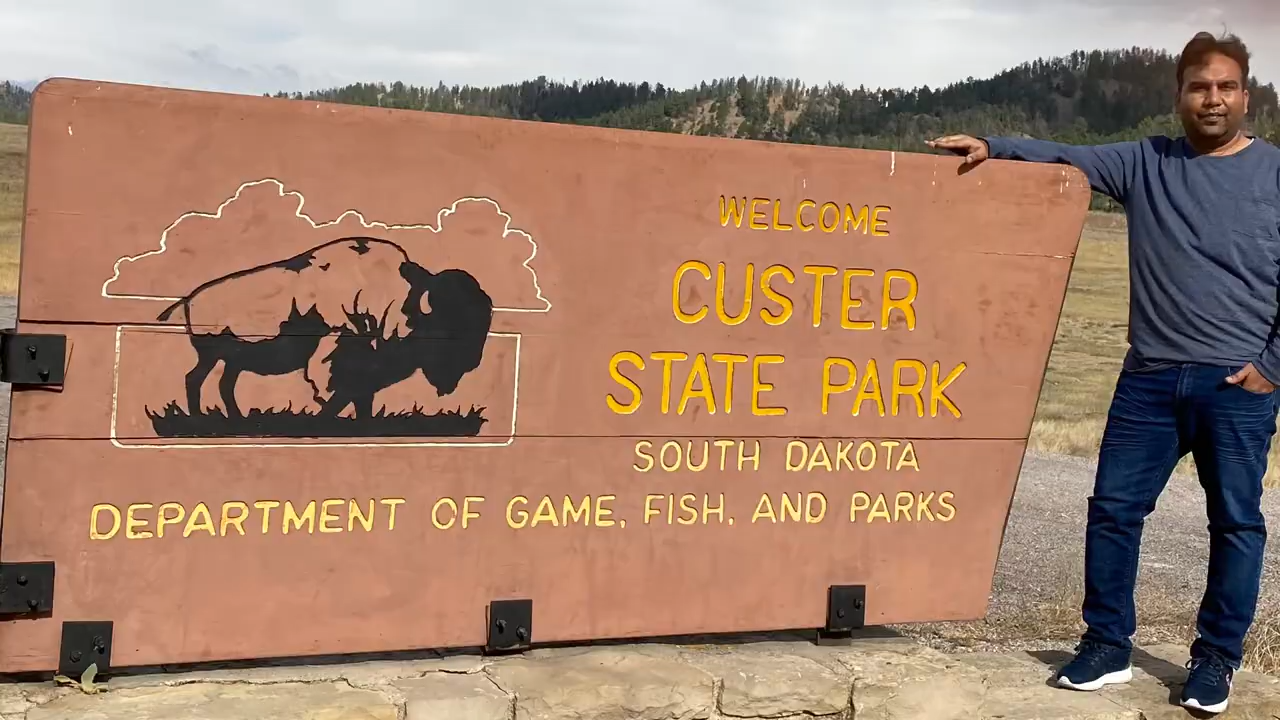 WELCOME
CUSTER
STATE PARK
SOUTH DAKOTA
DEPARTMENT OF GAME, FISH, AND PARKS